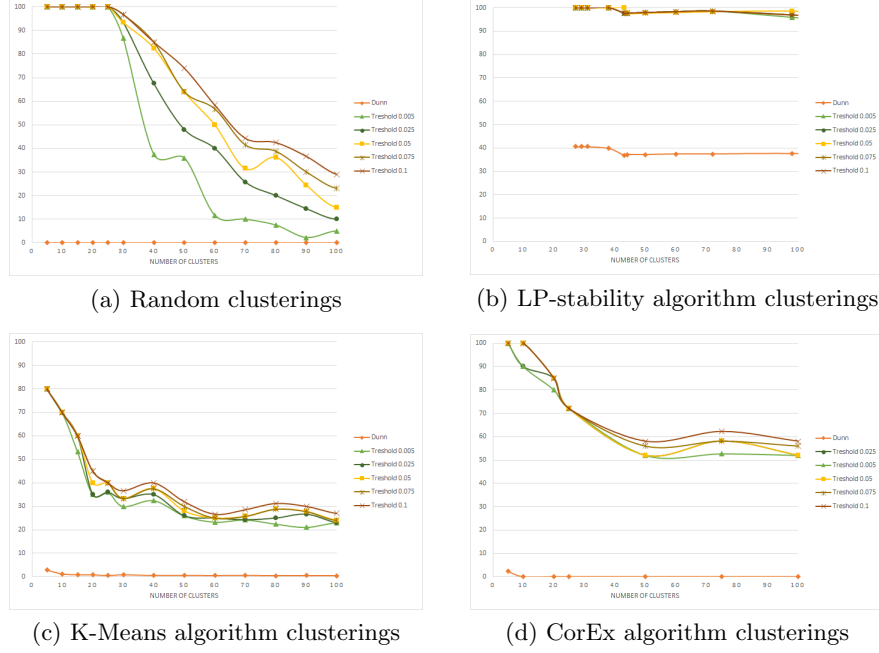 100
90
80
70
60
50
40
30
20
10
0
0 10 20 30 40 50 60 70 80 90 100
NUMBER OF CLUSTERS
Dunn
Treshold 0.005
Treshold 0.025
Treshold 0.05
Treshold 0.075
Treshold 0.1
(a) Random clusterings
100
90
80
70
60
50
40
30
20
10
0
0 10 20 30 40 50 60 70 80 90 100
NUMBER OF CLUSTERS
Dunn
Treshold 0.005
Treshold 0.025
Treshold 0.05
Treshold 0.075
Treshold 0.1
(b) LP-stability algorithm clusterings
100
90
80
70
60
50
40
30
20
10
0
0 10 20 30 40 50 60 70 80 90 100
NUMBER OF CLUSTERS
Dunn
Treshold 0.005
Treshold 0.025
Treshold 0.05
Treshold 0.075
Treshold 0.1
(c) K-Means algorithm clusterings
100
90
80
70
60
50
40
30
20
10
0
0 10 20 30 40 50 60 70 80 90 100
NUMBER OF CLUSTERS
Dunn
Treshold 0.025
Treshold 0.005
Treshold 0.05
Treshold 0.075
Treshold 0.1
(d) CorEx algorithm clusterings